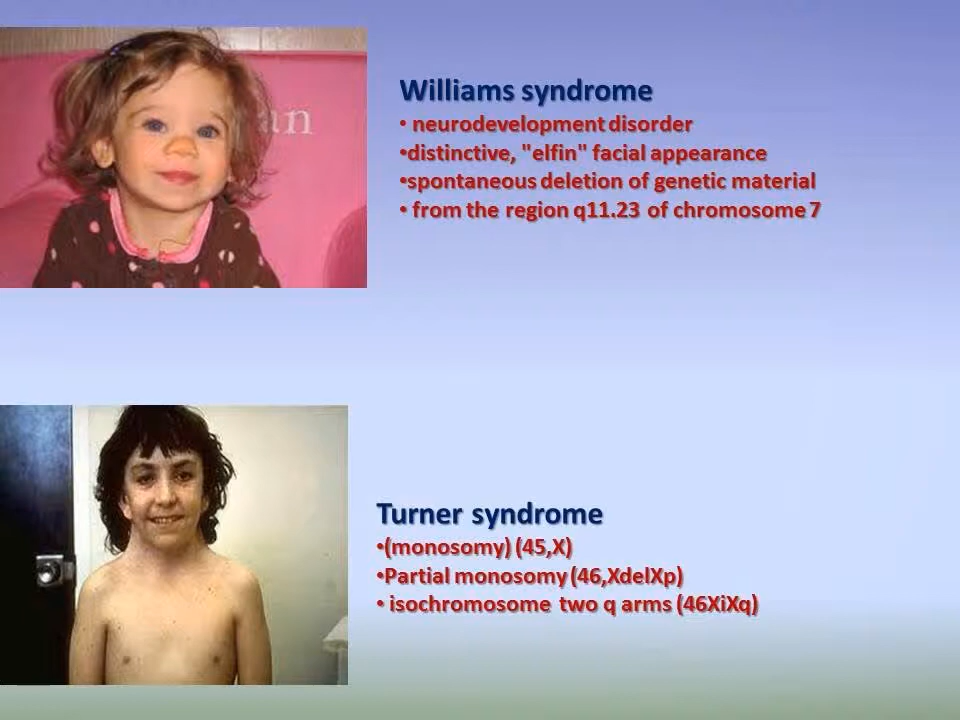 an
Williams syndrome
• neurodevelopment disorder
•distinctive, "elfin" facial appearance
•spontaneous deletion of genetic material
• from the region q11.23 of chromosome 7
Turner syndrome
•(monosomy) (45,X)
•Partial monosomy (46,XdelXp)
• isochromosome two q arms (46XiXq)